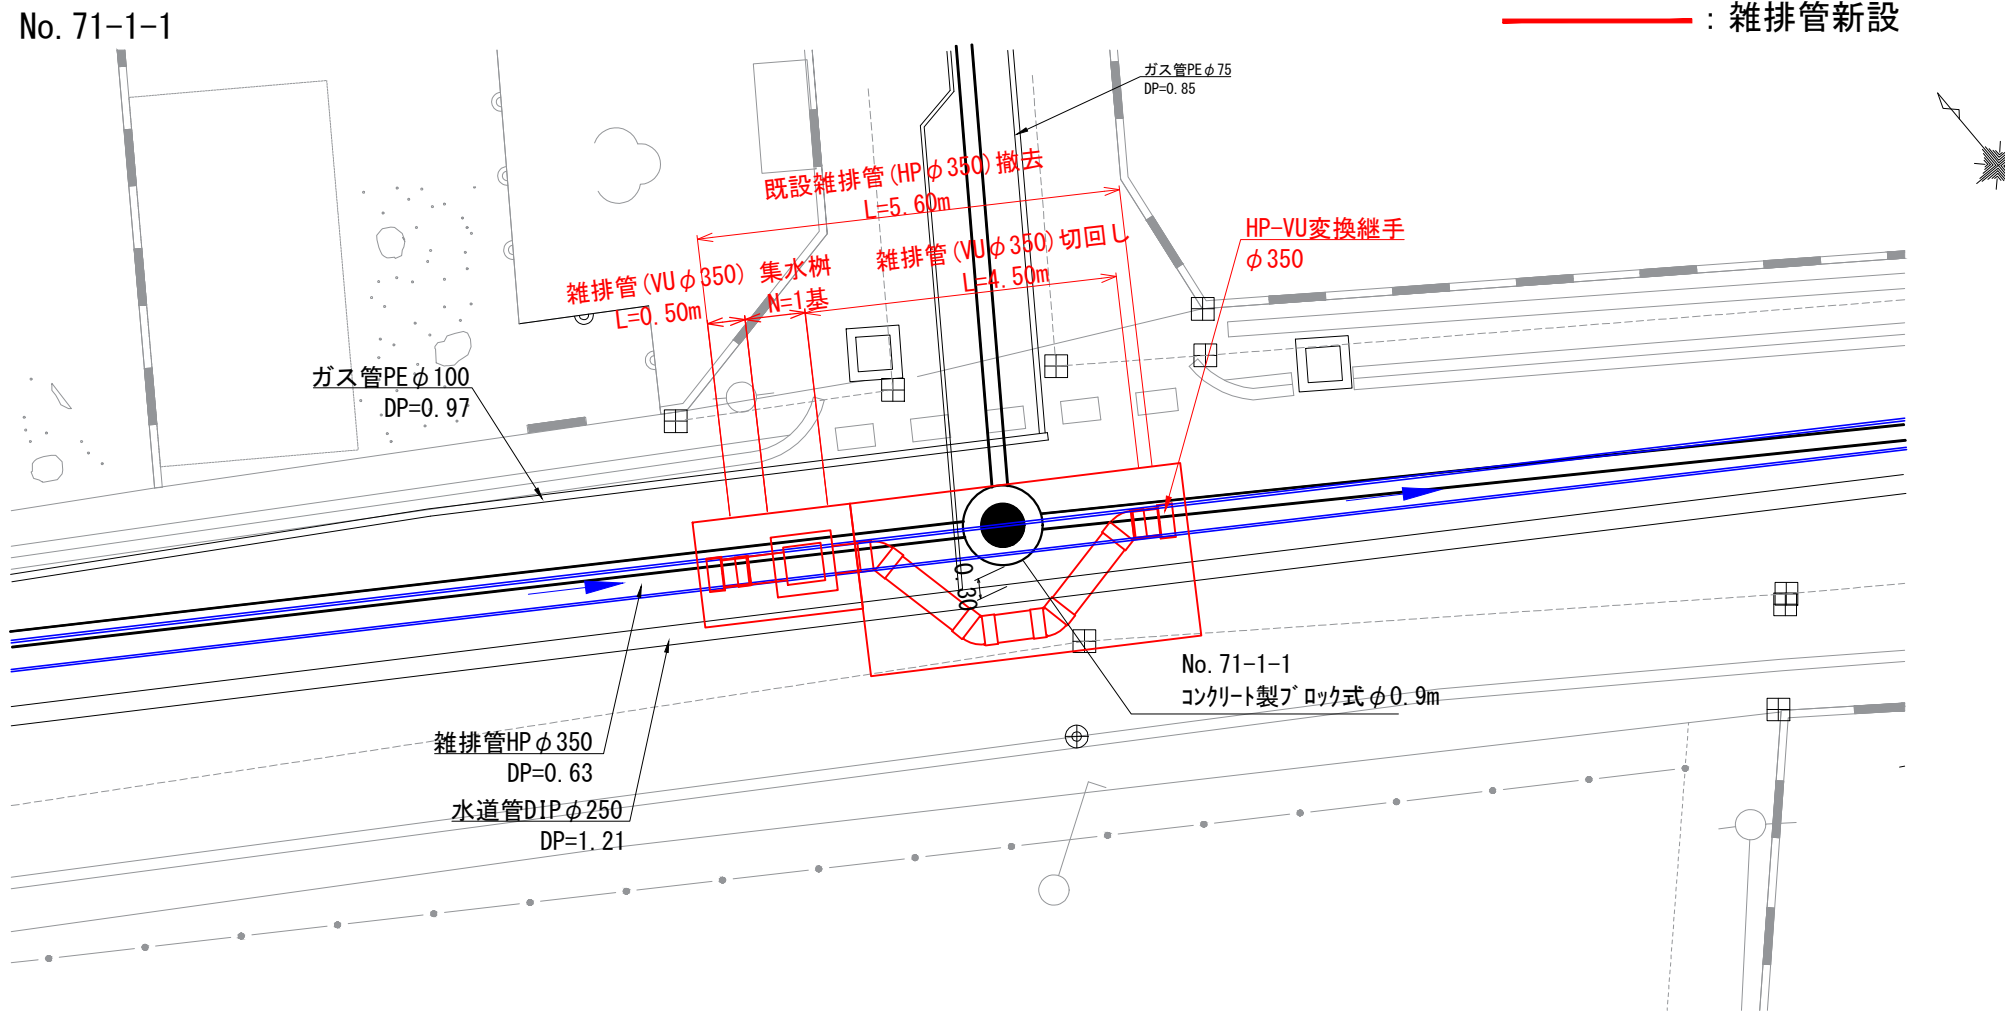 No.71-1-1
：雑排管新設
ガス管PEφ75
DP=0.85
既設雑排管(HPφ350)撤去
L=5.60m
HP-VU変換継手
φ350
雑排管(VUφ350)切回し
L=4.50m
雑排管(VUφ350)
L=0.50m
集水桝
N=1基
ガス管PEφ100
DP=0.97
0.30
No.71-1-1
コンクリート製ブロック式φ0.9m
雑排管HPφ350
DP=0.63
水道管DIPφ250
DP=1.21